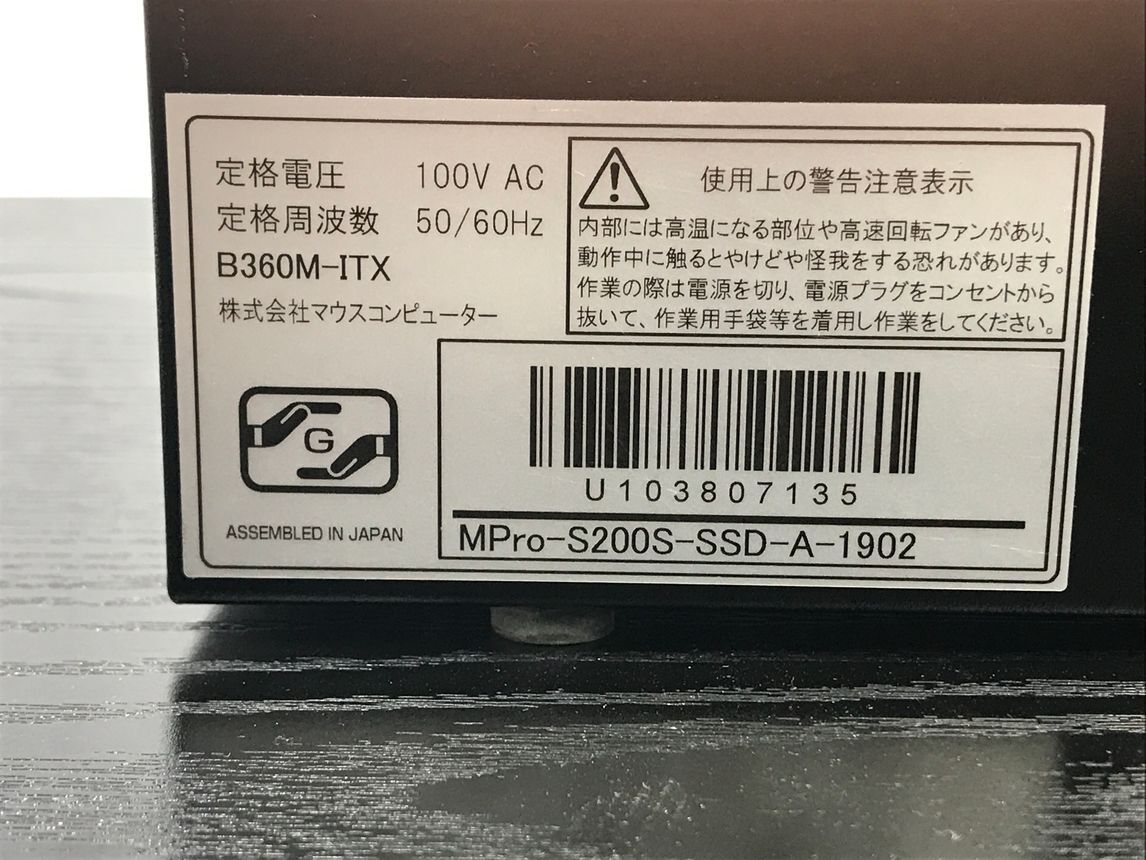 定格電圧 100V AC
定格周波数 50/60Hz
B360M-ITX
株式会社マウスコンピューター
使用上の警告注意表示
内部には高温になる部位や高速回転ファンがあり、
動作中に触るとやけどや怪我をする恐れがあります。
作業の際は電源を切り、電源プラグをコンセントから
抜いて、作業用手袋等を着用し作業をしてください。
G
ASSEMBLED IN JAPAN
U103807135
MPro-S200S-SSD-A-1902